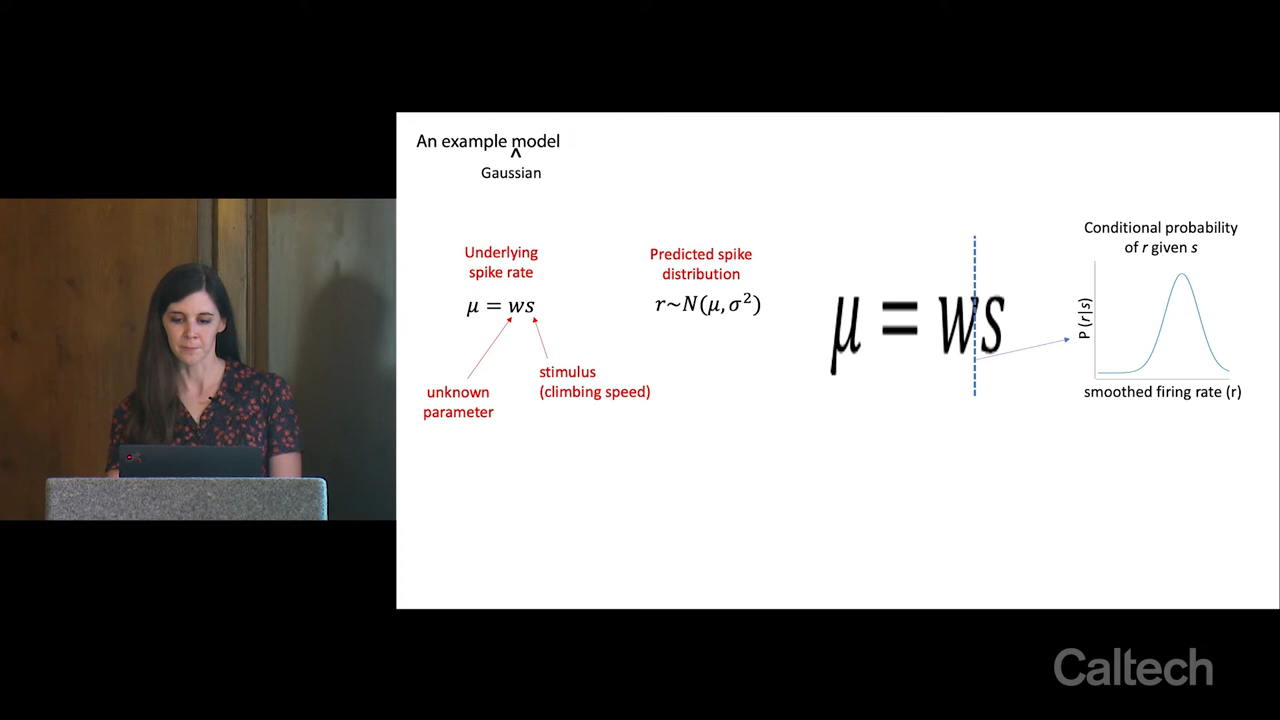 An example model
^
Gaussian
Underlying
spike rate
μ = ws
unknown
parameter
stimulus
(climbing speed)
Predicted spike
distribution
r~N(μ, σ²)
μ = ws
Conditional probability
of r given s
P (r|s)
smoothed firing rate (r)
Caltech